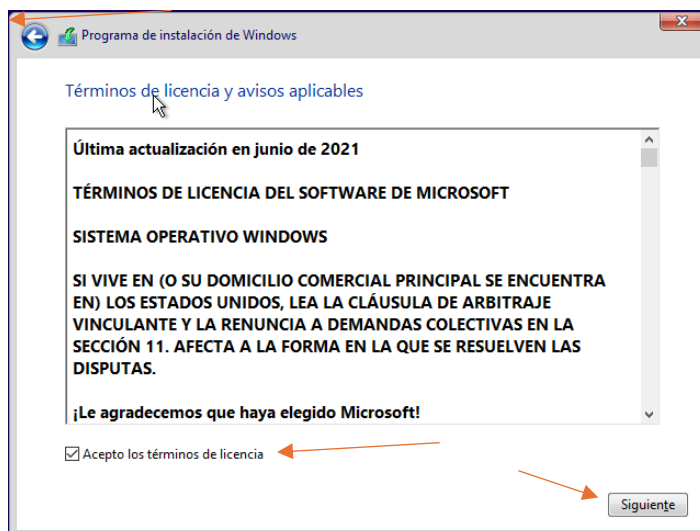 Programa de instalación de Windows
Términos de licencia y avisos aplicables
Última actualización en junio de 2021
TÉRMINOS DE LICENCIA DEL SOFTWARE DE MICROSOFT
SISTEMA OPERATIVO WINDOWS
SI VIVE EN (O SU DOMICILIO COMERCIAL PRINCIPAL SE ENCUENTRA
EN) LOS ESTADOS UNIDOS, LEA LA CLÁUSULA DE ARBITRAJE
VINCULANTE Y LA RENUNCIA A DEMANDAS COLECTIVAS EN LA
SECCIÓN 11. AFECTA A LA FORMA EN LA QUE SE RESUELVEN LAS
DISPUTAS.
¡Le agradecemos que haya elegido Microsoft!
Acepto los términos de licencia
Siguiente